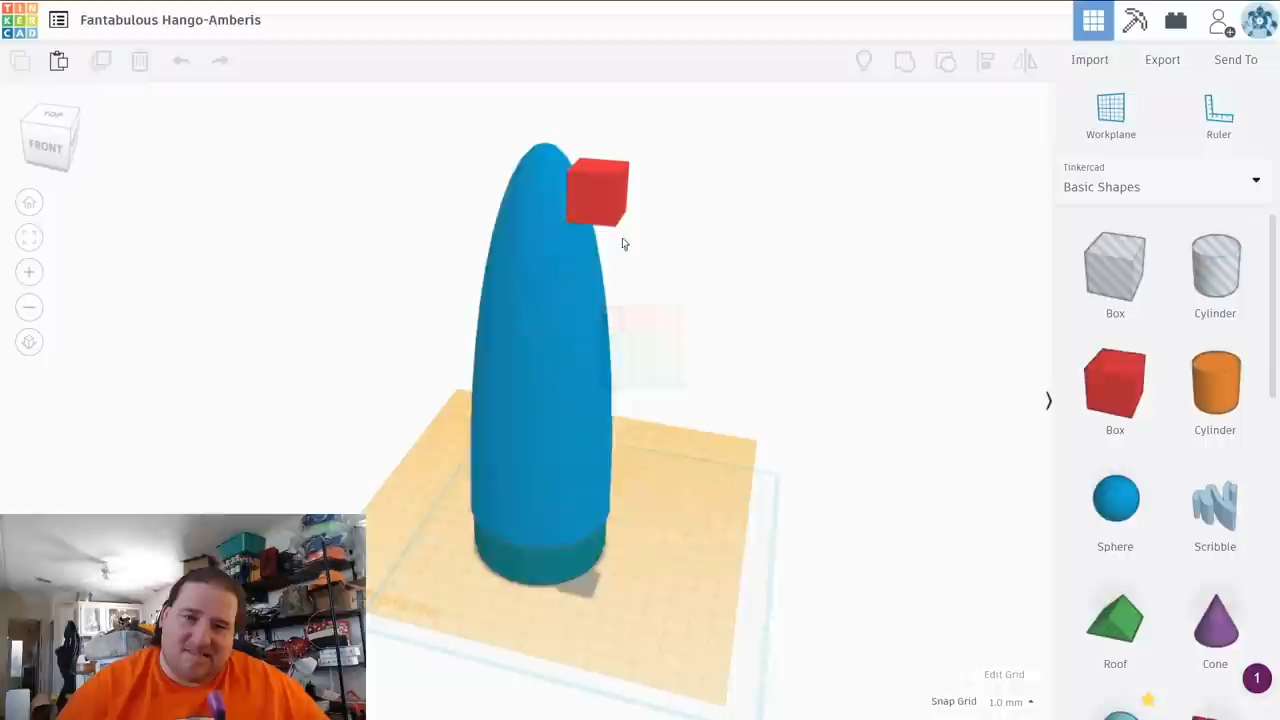 TIN
KER
CAD
Fantabulous Hango-Amberis
Import
Export
Send To
TOP
FRONT
Workplane
Ruler
Tinkercad
Basic Shapes
Box
Cylinder
Box
Cylinder
Sphere
Scribble
Roof
Cone
1
Edit Grid
Snap Grid 1.0 mm